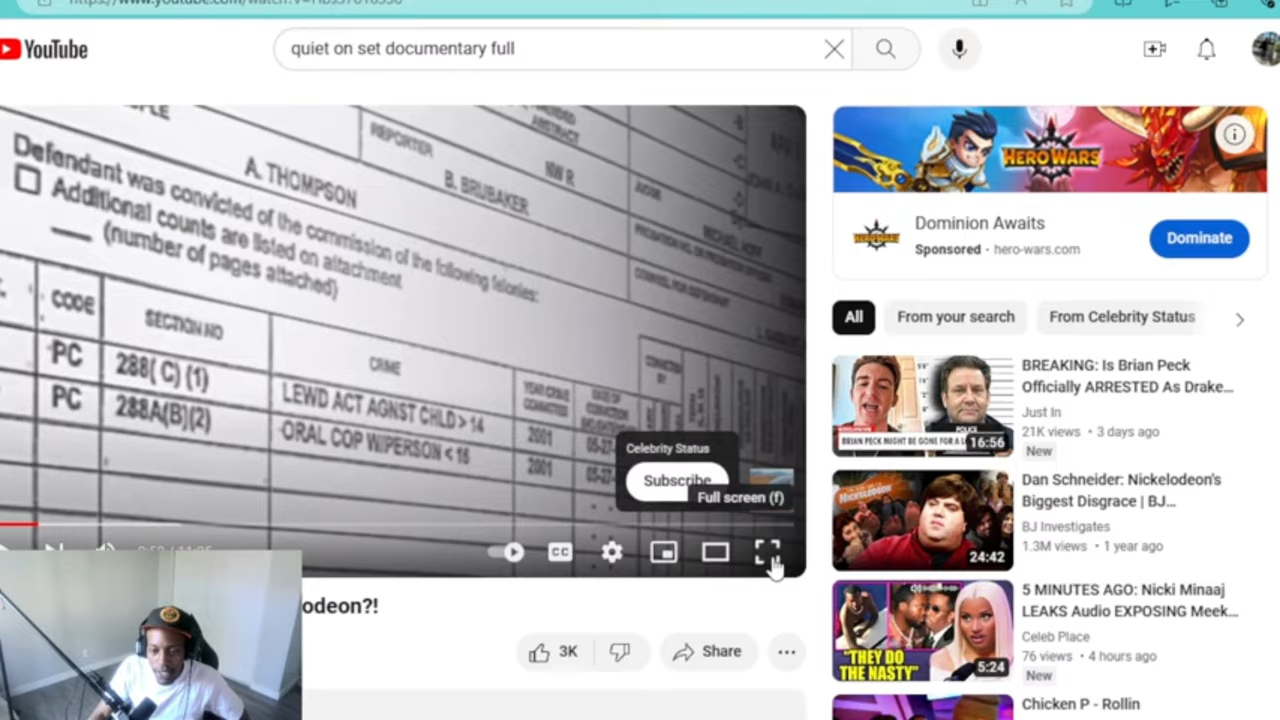 YouTube
quiet on set documentary full
REPORTER
A. THOMPSON
B. BRUBAKER
Defendant was convicted of the commission of the following felonies:
Additional counts are listed on attachment
(number of pages attached)
CODE
SECTION NO
CRIME
PC
288( C) (1)
LEWD ACT AGNST CHLD > 14
2001
PC
288A(B)(2)
ORAL COP W/PERSON < 16
2001
Celebrity Status
Subscribe
Full screen (f)
CC
odeon?!
3K
Share
HERO WARS
Dominion Awaits
Sponsored · hero-wars.com
Dominate
All
From your search
From Celebrity Status
BREAKING: Is Brian Peck
Officially ARRESTED As Drake...
Just In
21K views · 3 days ago
New
POLICE
16:56
Dan Schneider: Nickelodeon's
Biggest Disgrace | BJ...
BJ Investigates
1.3M views · 1 year ago
24:42
5 MINUTES AGO: Nicki Minaaj
LEAKS Audio EXPOSING Meek...
Celeb Place
76 views · 4 hours ago
New
"THEY DO
THE NASTY"
5:24
Chicken P - Rollin